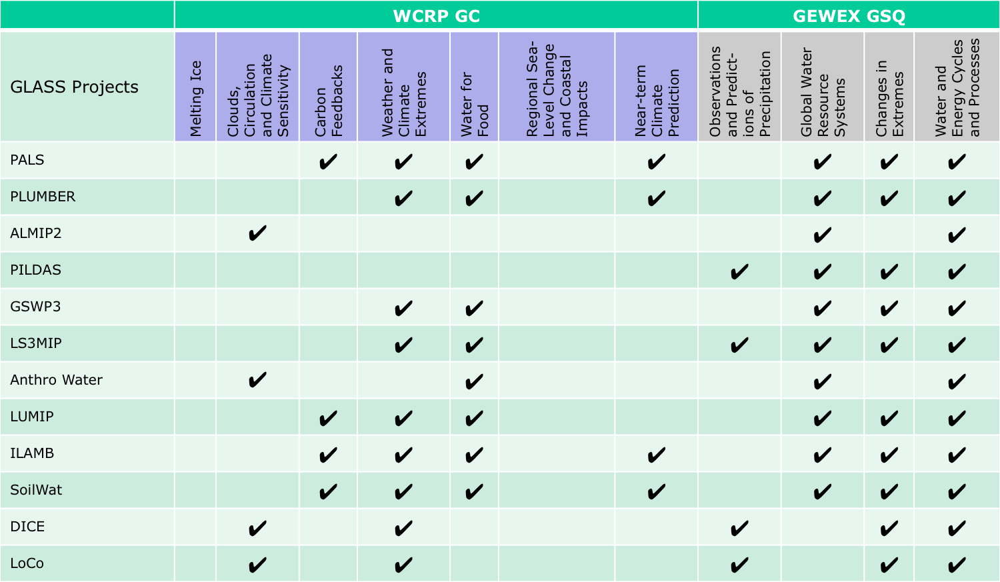 WCRP GC
GEWEX GSQ
GLASS Projects
Melting Ice
Clouds,
Circulation
and Climate
Sensitivity
Carbon
Feedbacks
Weather and
Climate
Extremes
Water for
Food
Regional Sea-
Level Change
and Coastal
Impacts
Near-term
Climate
Prediction
Observations
and Predict-
ions of
Precipitation
Global Water
Resource
Systems
Changes in
Extremes
Water and
Energy Cycles
and Processes
PALS ✔ ✔ ✔ ✔ ✔ ✔ ✔
PLUMBER ✔ ✔ ✔ ✔ ✔ ✔
ALMIP2 ✔ ✔ ✔
PILDAS ✔ ✔ ✔ ✔
GSWP3 ✔ ✔ ✔ ✔ ✔
LS3MIP ✔ ✔ ✔ ✔ ✔ ✔
Anthro Water ✔ ✔ ✔ ✔
LUMIP ✔ ✔ ✔ ✔ ✔ ✔
ILAMB ✔ ✔ ✔ ✔ ✔ ✔ ✔
SoilWat ✔ ✔ ✔ ✔ ✔ ✔ ✔
DICE ✔ ✔ ✔ ✔ ✔
LoCo ✔ ✔ ✔ ✔ ✔